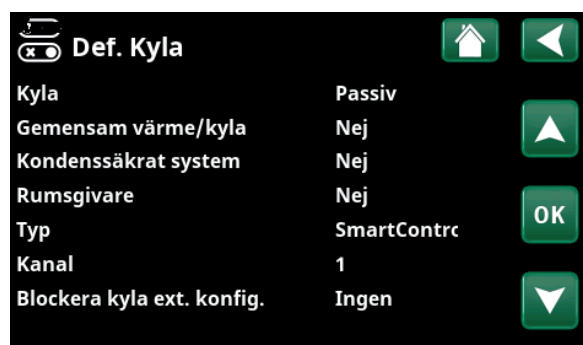 Def. Kyla
Kyla Passiv
Gemensam värme/kyla Nej
Kondenssäkrat system Nej
Rumsgivare Nej
OK
Typ SmartContrc
Kanal 1
Blockera kyla ext. konfig. Ingen